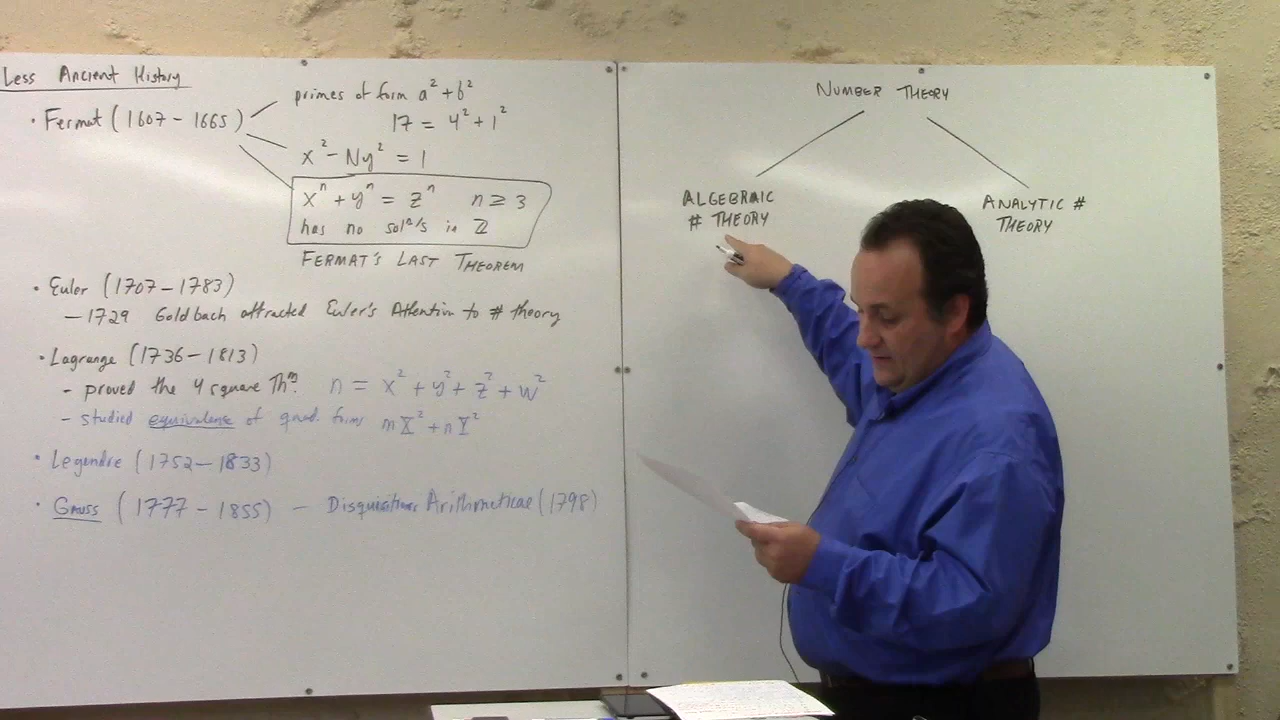 Less Ancient History
• Fermat (1607 – 1665)
primes of form a² + b²
17 = 4² + 1²
x² – Ny² = 1
xⁿ + yⁿ = zⁿ n ≥ 3
has no solⁿ/s in ℤ
FERMAT'S LAST THEOREM
• Euler (1707 – 1783)
– 1729 Goldbach attracted Euler's Attention to # theory
• Lagrange (1736 – 1813)
– proved the 4 square Thᵐ. n = x² + y² + z² + w²
– studied equivalence of quad. forms mX² + nY²
• Legendre (1752 – 1833)
• Gauss (1777 – 1855) – Disquisitiones Arithmeticae (1798)
NUMBER THEORY
ALGEBRAIC
# THEORY
ANALYTIC #
THEORY